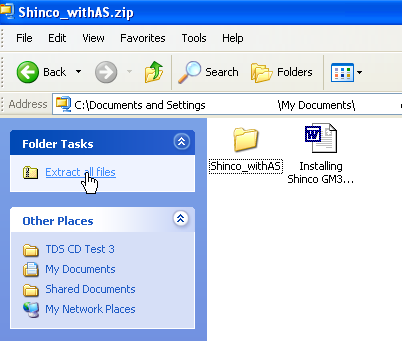 Shinco_withAS.zip
File Edit View Favorites Tools Help
Back Search Folders
Address C:\Documents and Settings \My Documents\
Folder Tasks
Extract all files
Other Places
TDS CD Test 3
My Documents
Shared Documents
My Network Places
Shinco_withAS
Installing
Shinco GM3...